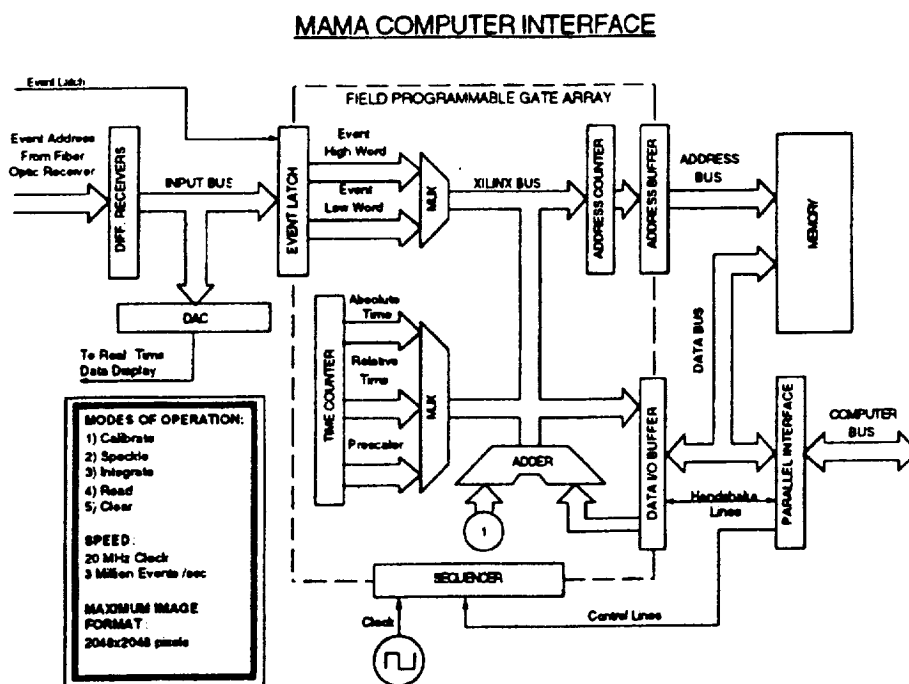 MAMA COMPUTER INTERFACE
Event Latch
FIELD PROGRAMMABLE GATE ARRAY
Event Address
From Fiber
Optic Receiver
DIFF. RECEIVERS
INPUT BUS
EVENT LATCH
Event
High Word
Event
Low Word
MUX
XILINX BUS
ADDRESS COUNTER
ADDRESS BUFFER
ADDRESS
BUS
MEMORY
DAC
To Real Time
Data Display
TIME COUNTER
Absolute
Time
Relative
Time
Prescaler
MUX
ADDER
1
DATA I/O BUFFER
DATA BUS
PARALLEL INTERFACE
COMPUTER
BUS
Handshake
Lines
SEQUENCER
Clock
Control Lines
MODES OF OPERATION:
1) Calibrate
2) Speckle
3) Integrate
4) Read
5) Clear
SPEED:
20 MHz Clock
3 Million Events/sec
MAXIMUM IMAGE
FORMAT:
2048x2048 pixels